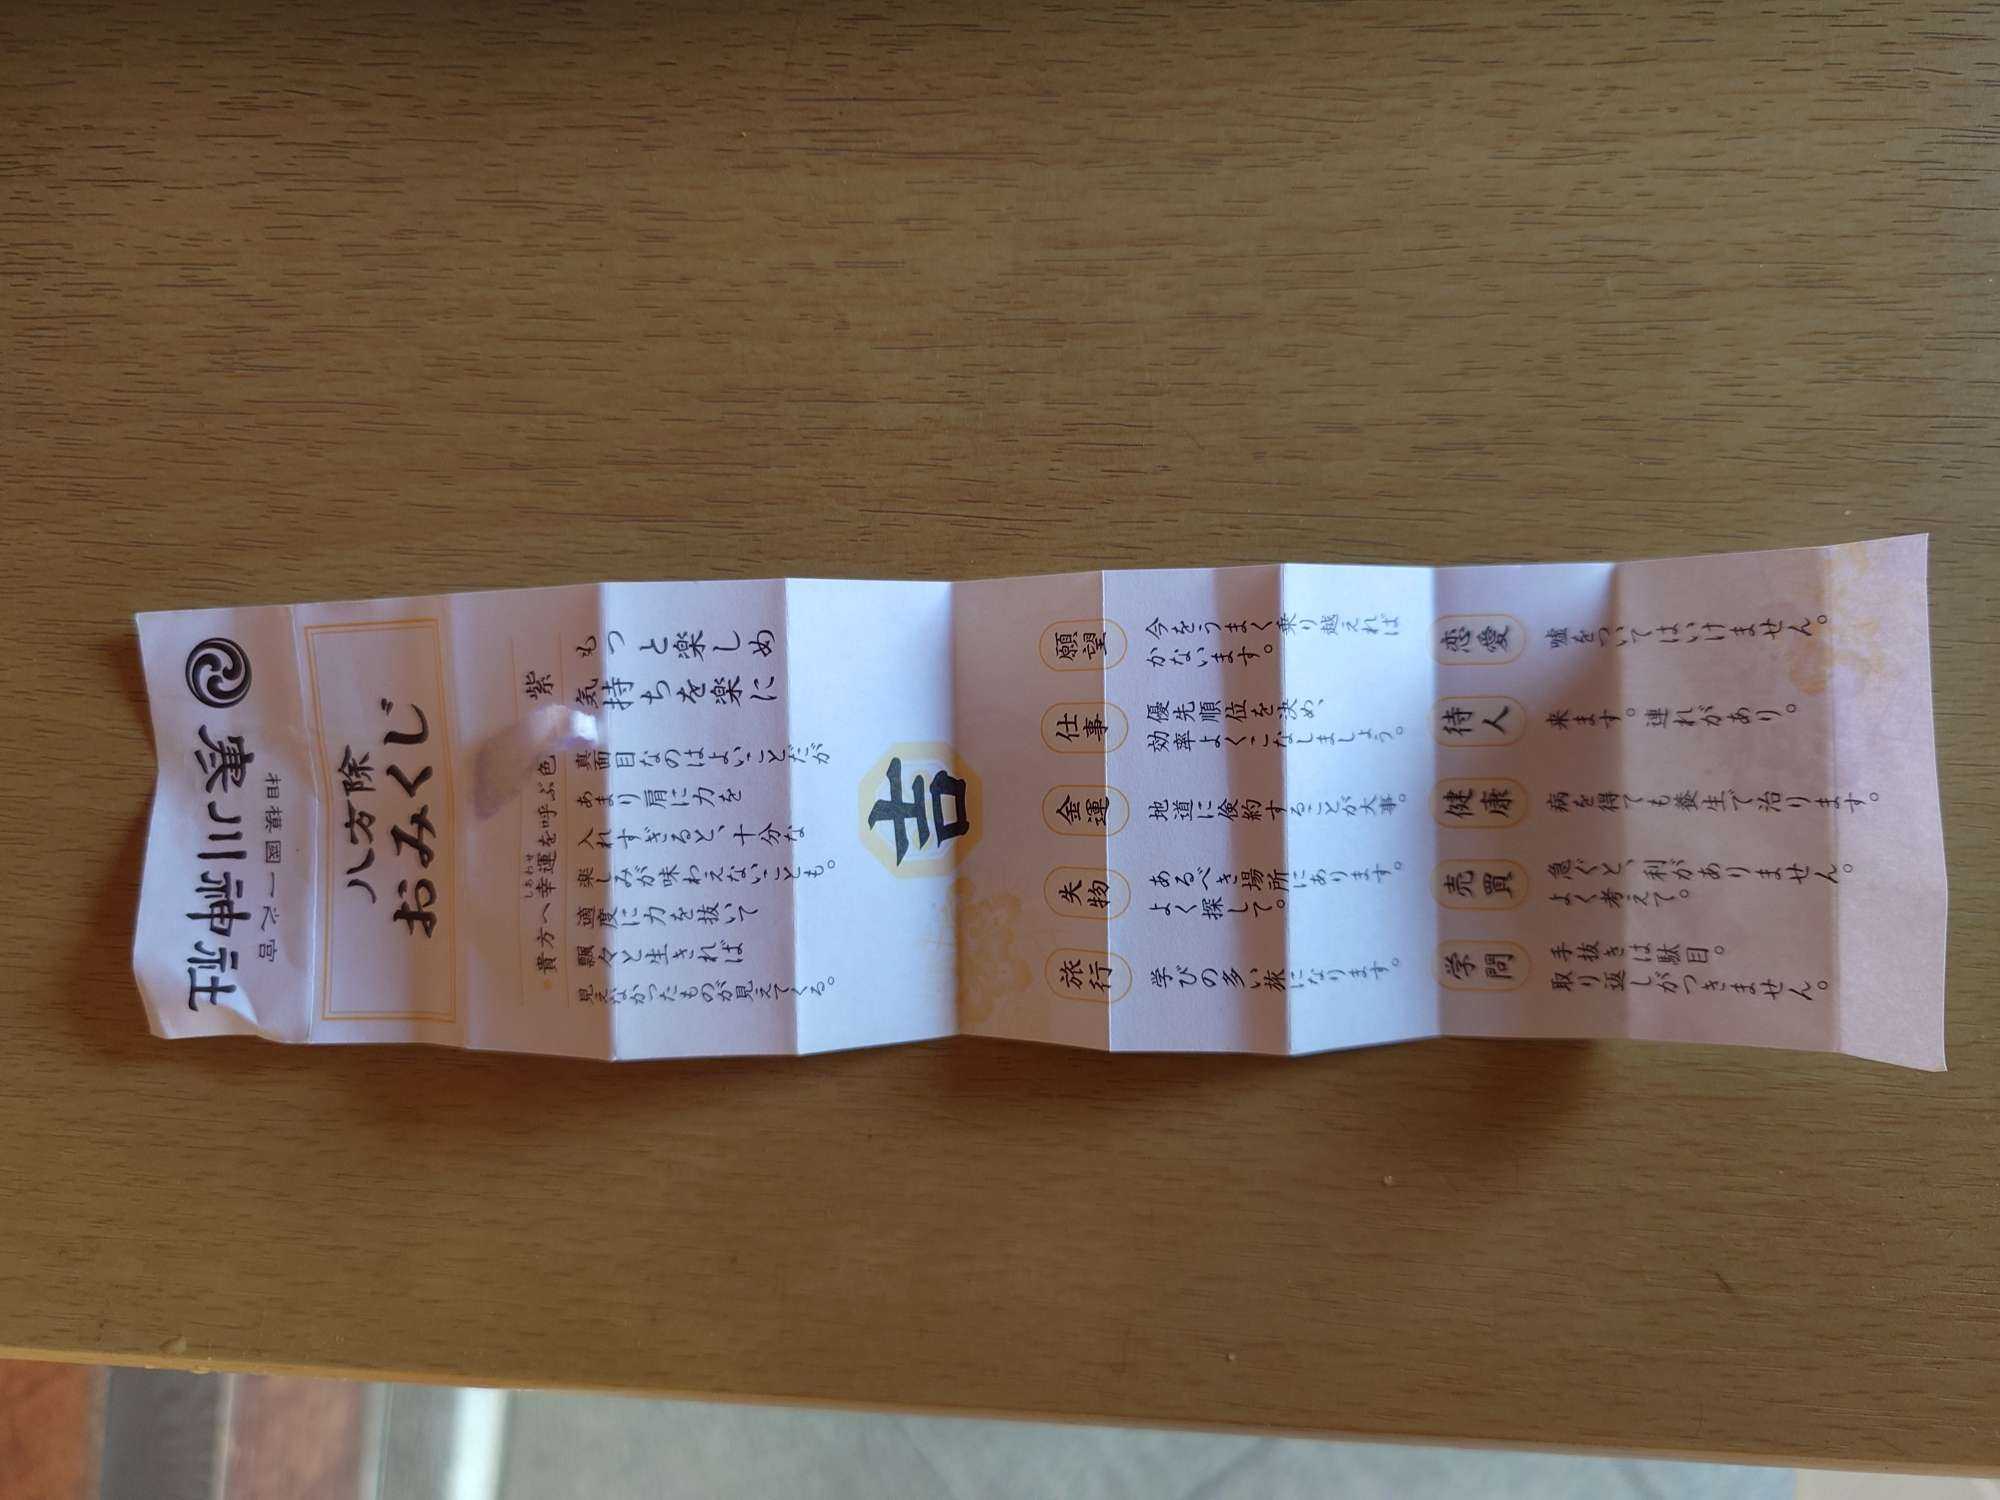 相模國一之宮
寒川神社
八方除
おみくじ
貴方へ幸運を呼ぶ色
しあわせ
紫
もっと楽しめ
気持ちを楽に
真面目なのはよいことだが
あまり肩に力を
入れすぎると、十分な
楽しみが味わえないことも。
適度に力を抜いて
飄々と生きれば
見えなかったものが見えてくる。
吉
願望
今をうまく乗り越えれば
かないます。
仕事
優先順位を決め、
効率よくこなしましょう。
金運
地道に倹約することが大事。
失物
あるべき場所にあります。
よく探して。
旅行
学びの多い旅になります。
恋愛
嘘をついてはいけません。
待人
来ます。連れがあり。
健康
病を得ても養生で治ります。
売買
急ぐと、利がありません。
よく考えて。
学問
手抜きは駄目。
取り返しがつきません。